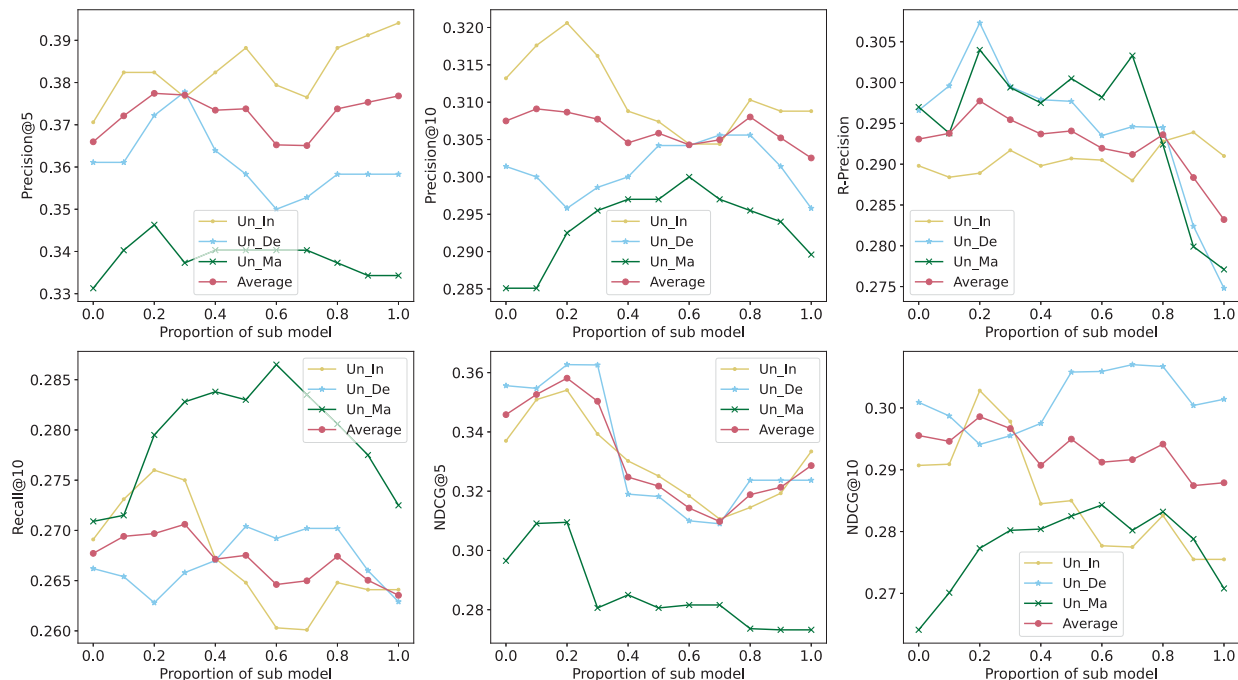 0.39
0.38
0.37
0.36
0.35
0.34
0.33
Precision@5
Un_In
Un_De
Un_Ma
Average
0.0 0.2 0.4 0.6 0.8 1.0
Proportion of sub model
0.320
0.315
0.310
0.305
0.300
0.295
0.290
0.285
Precision@10
Un_In
Un_De
Un_Ma
Average
0.0 0.2 0.4 0.6 0.8 1.0
Proportion of sub model
0.305
0.300
0.295
0.290
0.285
0.280
0.275
R-Precision
Un_In
Un_De
Un_Ma
Average
0.0 0.2 0.4 0.6 0.8 1.0
Proportion of sub model
0.285
0.280
0.275
0.270
0.265
0.260
Recall@10
Un_In
Un_De
Un_Ma
Average
0.0 0.2 0.4 0.6 0.8 1.0
Proportion of sub model
0.36
0.34
0.32
0.30
0.28
NDCG@5
Un_In
Un_De
Un_Ma
Average
0.0 0.2 0.4 0.6 0.8 1.0
Proportion of sub model
0.30
0.29
0.28
0.27
NDCG@10
Un_In
Un_De
Un_Ma
Average
0.0 0.2 0.4 0.6 0.8 1.0
Proportion of sub model